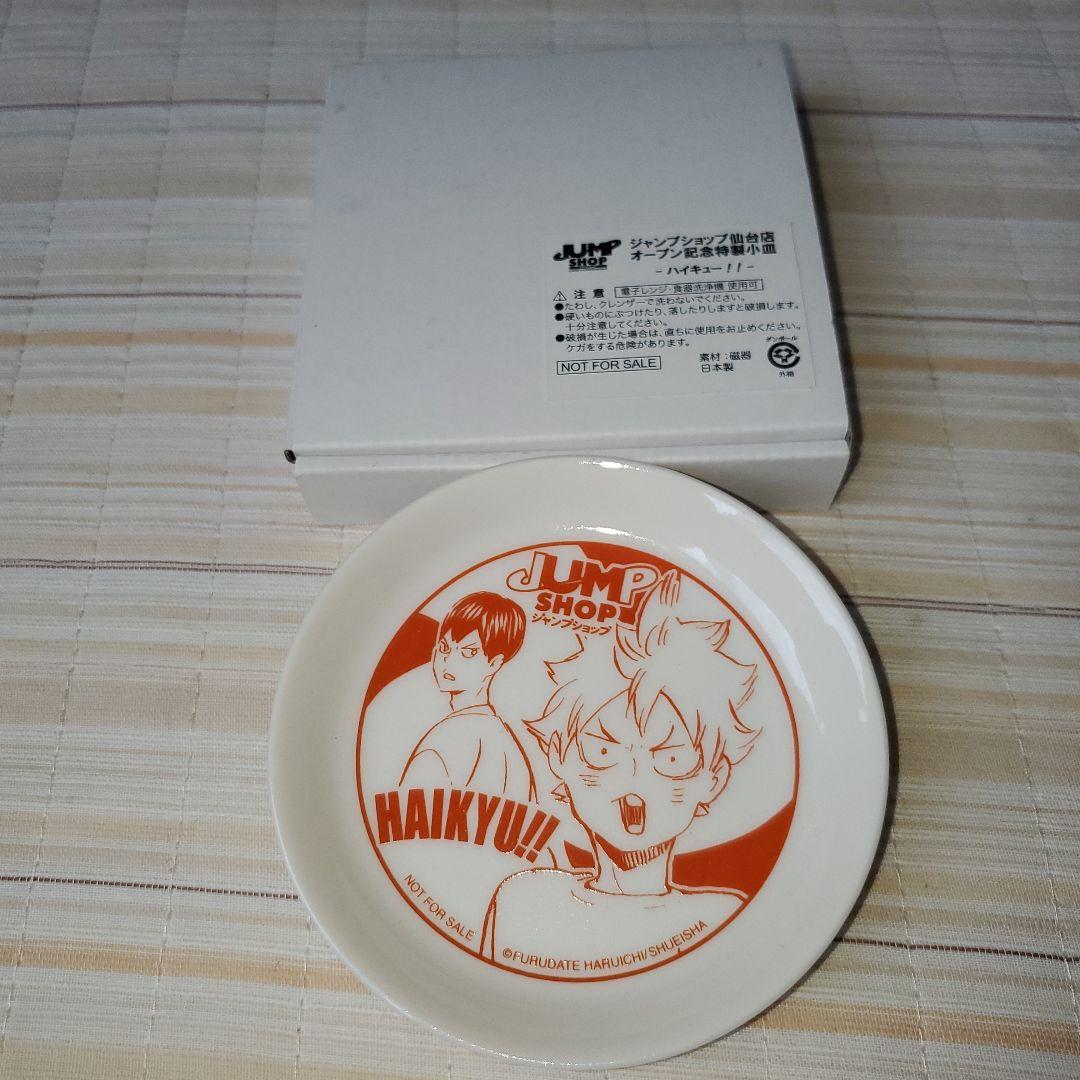 JUMP
SHOP
ジャンプショップ仙台店
オープン記念特製小皿
- ハイキュー!! -
注意
電子レンジ・食器洗浄機 使用可
●たわし、クレンザーで洗わないでください。
●硬いものにぶつけたり、落したりしますと破損します。
十分注意してください。
●破損が生じた場合は、直ちに使用をお止めください。
ケガをする危険があります。
NOT FOR SALE
素材:磁器
日本製
ダンボール
外箱
JUMP
SHOP
ジャンプショップ
HAIKYU!!
NOT FOR SALE
©FURUDATE HARUICHI/SHUEISHA